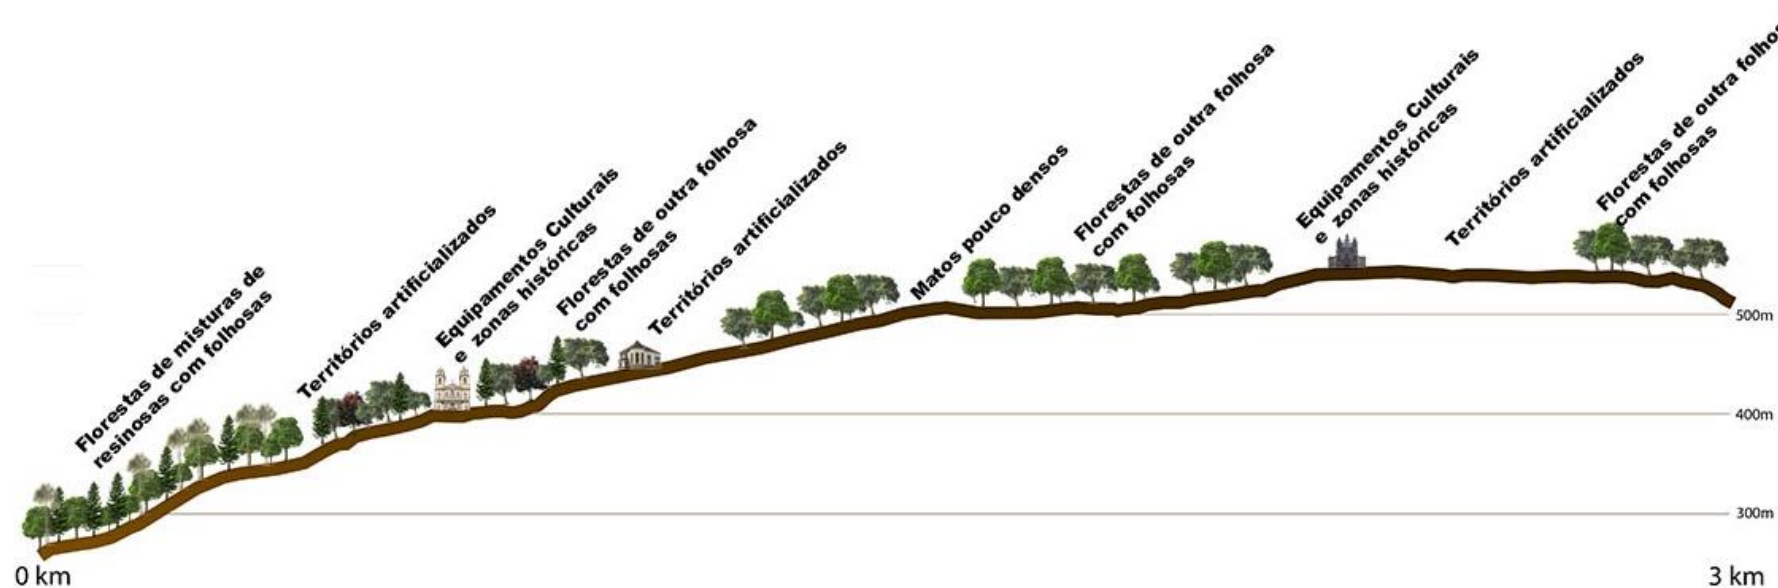 Florestas de misturas de
resinosas com folhosas
Territórios artificializados
Equipamentos Culturais
e zonas históricas
Florestas de outra folhosa
com folhosas
Territórios artificializados
Matos pouco densos
Florestas de outra folhosa
com folhosas
Equipamentos Culturais
e zonas históricas
Territórios artificializados
Florestas de outra
com folhosas
500m
400m
300m
0 km
3 km